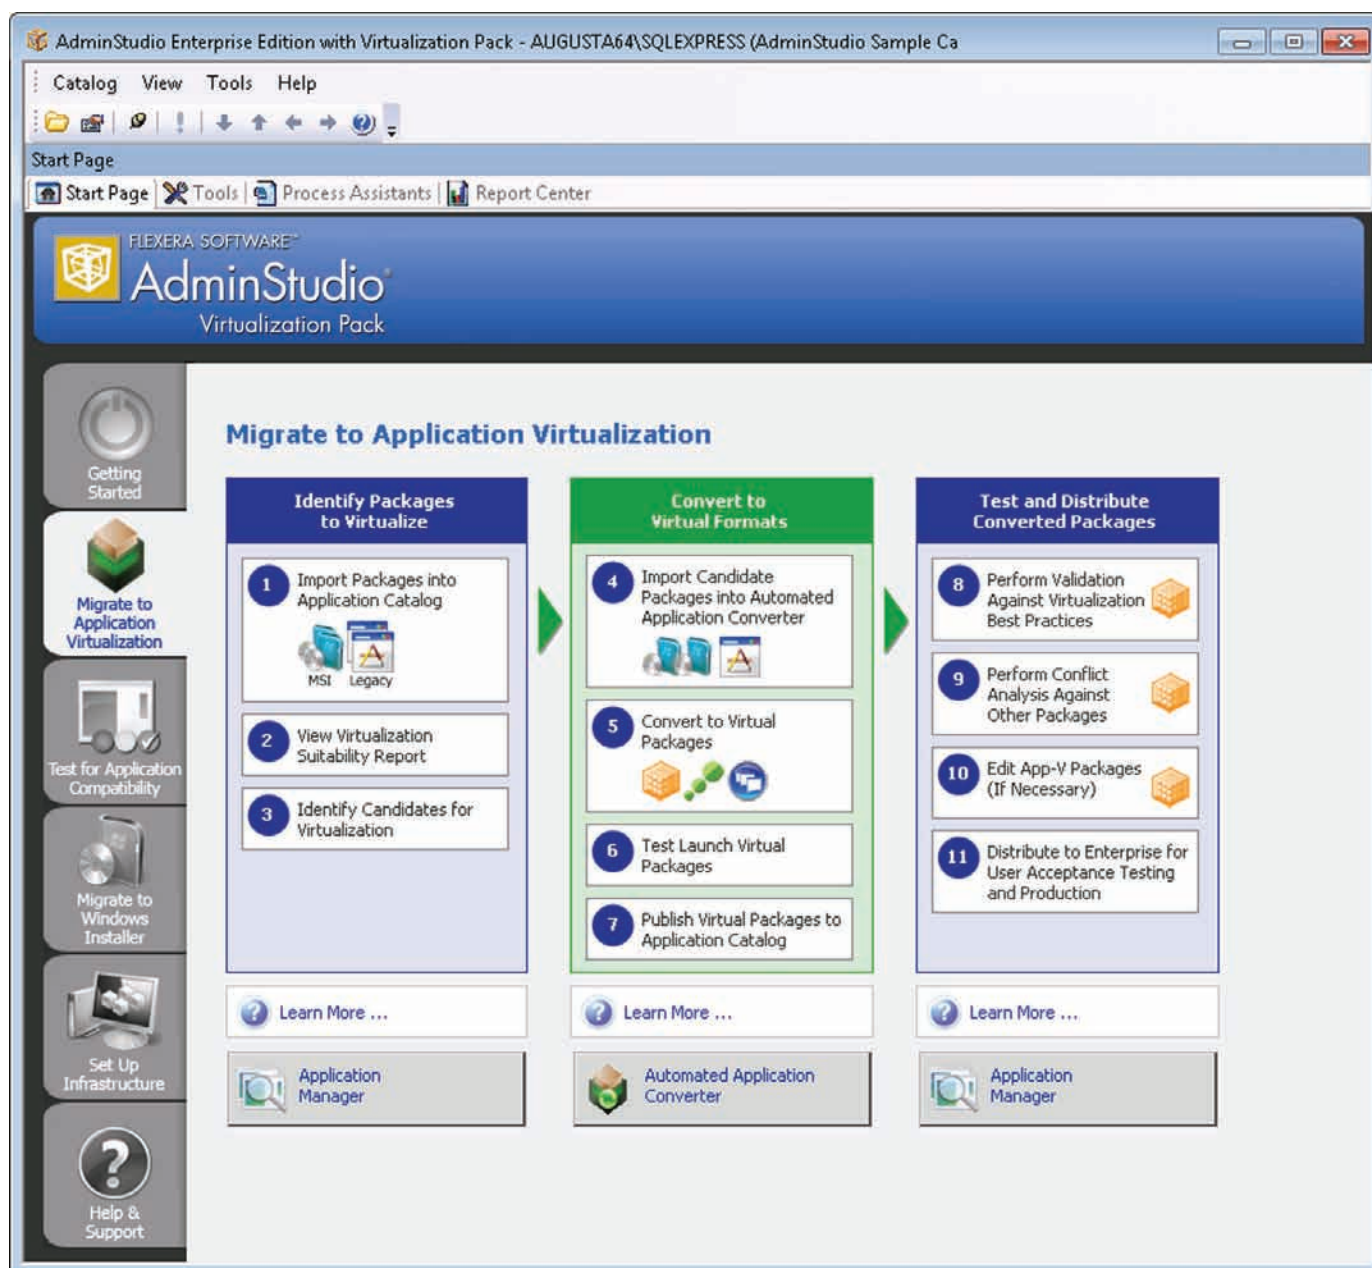 AdminStudio Enterprise Edition with Virtualization Pack - AUGUSTA64\SQLEXPRESS (AdminStudio Sample Ca
Catalog View Tools Help
Start Page
Start Page Tools Process Assistants Report Center
FLEXERA SOFTWARE™
AdminStudio®
Virtualization Pack
Getting
Started
Migrate to
Application
Virtualization
Test for Application
Compatibility
Migrate to
Windows
Installer
Set Up
Infrastructure
Help &
Support
Migrate to Application Virtualization
Identify Packages
to Virtualize
1 Import Packages into
Application Catalog
MSI Legacy
2 View Virtualization
Suitability Report
3 Identify Candidates for
Virtualization
Learn More ...
Application
Manager
Convert to
Virtual Formats
4 Import Candidate
Packages into Automated
Application Converter
5 Convert to Virtual
Packages
6 Test Launch Virtual
Packages
7 Publish Virtual Packages to
Application Catalog
Learn More ...
Automated Application
Converter
Test and Distribute
Converted Packages
8 Perform Validation
Against Virtualization
Best Practices
9 Perform Conflict
Analysis Against
Other Packages
10 Edit App-V Packages
(If Necessary)
11 Distribute to Enterprise for
User Acceptance Testing
and Production
Learn More ...
Application
Manager